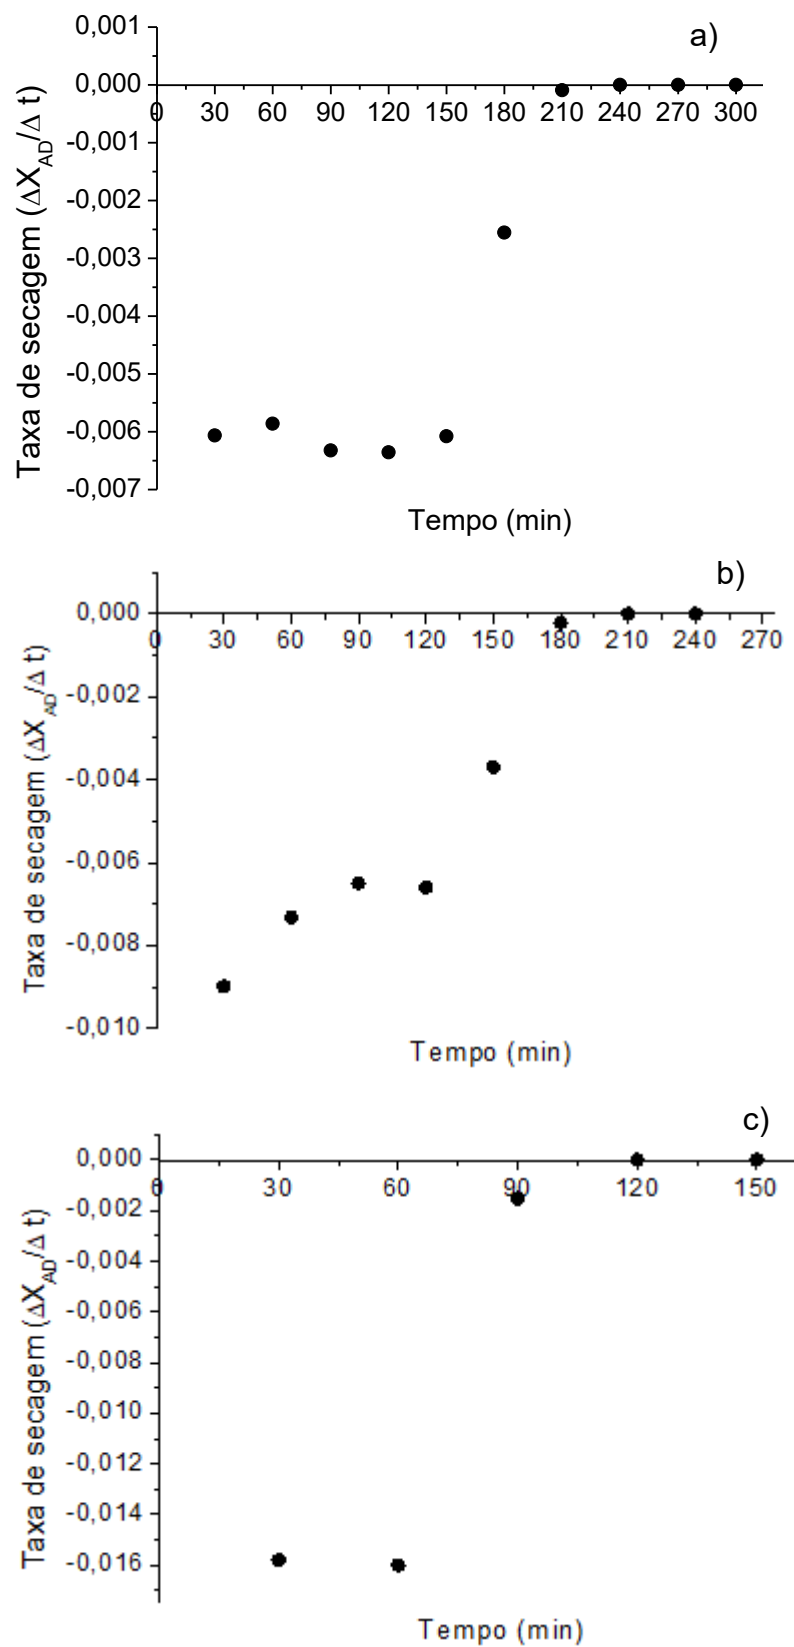 a)
0,001
0,000
0 30 60 90 120 150 180 210 240 270 300
-0,001
-0,002
-0,003
-0,004
-0,005
-0,006
-0,007
Taxa de secagem (ΔX_AD/Δ t)
Tempo (min)
b)
0,000
0 30 60 90 120 150 180 210 240 270
-0,002
-0,004
-0,006
-0,008
-0,010
Taxa de secagem (ΔX_AD/Δ t)
Tempo (min)
c)
0,000
0 30 60 90 120 150
-0,002
-0,004
-0,006
-0,008
-0,010
-0,012
-0,014
-0,016
Taxa de secagem (ΔX_AD/Δ t)
Tempo (min)